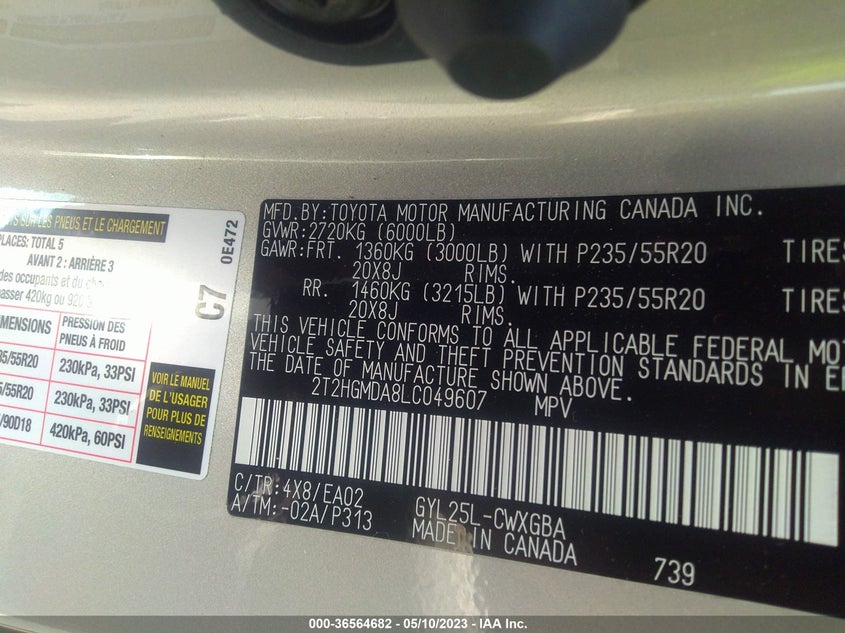 S SUR LES PNEUS ET LE CHARGEMENT
PLACES: TOTAL 5
AVANT 2 : ARRIÈRE 3
des occupants et du
passer 420kg ou
DIMENSIONS
PRESSION DES PNEUS À FROID
35/55R20 230kPa, 33PSI
5/55R20 230kPa, 33PSI
/90D18 420kPa, 60PSI
VOIR LE MANUEL
DE L'USAGER
POUR PLUS DE
RENSEIGNEMENTS
C7
0E472
MFD.BY:TOYOTA MOTOR MANUFACTURING CANADA INC.
GVWR:2720KG (6000LB)
GAWR:FRT. 1360KG (3000LB) WITH P235/55R20 TIRES
20X8J RIMS.
RR. 1460KG (3215LB) WITH P235/55R20 TIRES
20X8J RIMS.
THIS VEHICLE CONFORMS TO ALL APPLICABLE FEDERAL MOT
VEHICLE SAFETY AND THEFT PREVENTION STANDARDS IN EF
THE DATE OF MANUFACTURE SHOWN ABOVE.
2T2HGMDA8LC049607 MPV
C/TR:4X8/EA02
A/TM:-02A/P313
GYL25L-CWXGBA
MADE IN CANADA
739
000-36564682 - 05/10/2023 - IAA Inc.